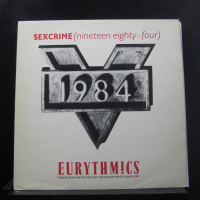 SEXCRIME (nineteen eighty · four)
1984
EURYTHMICS